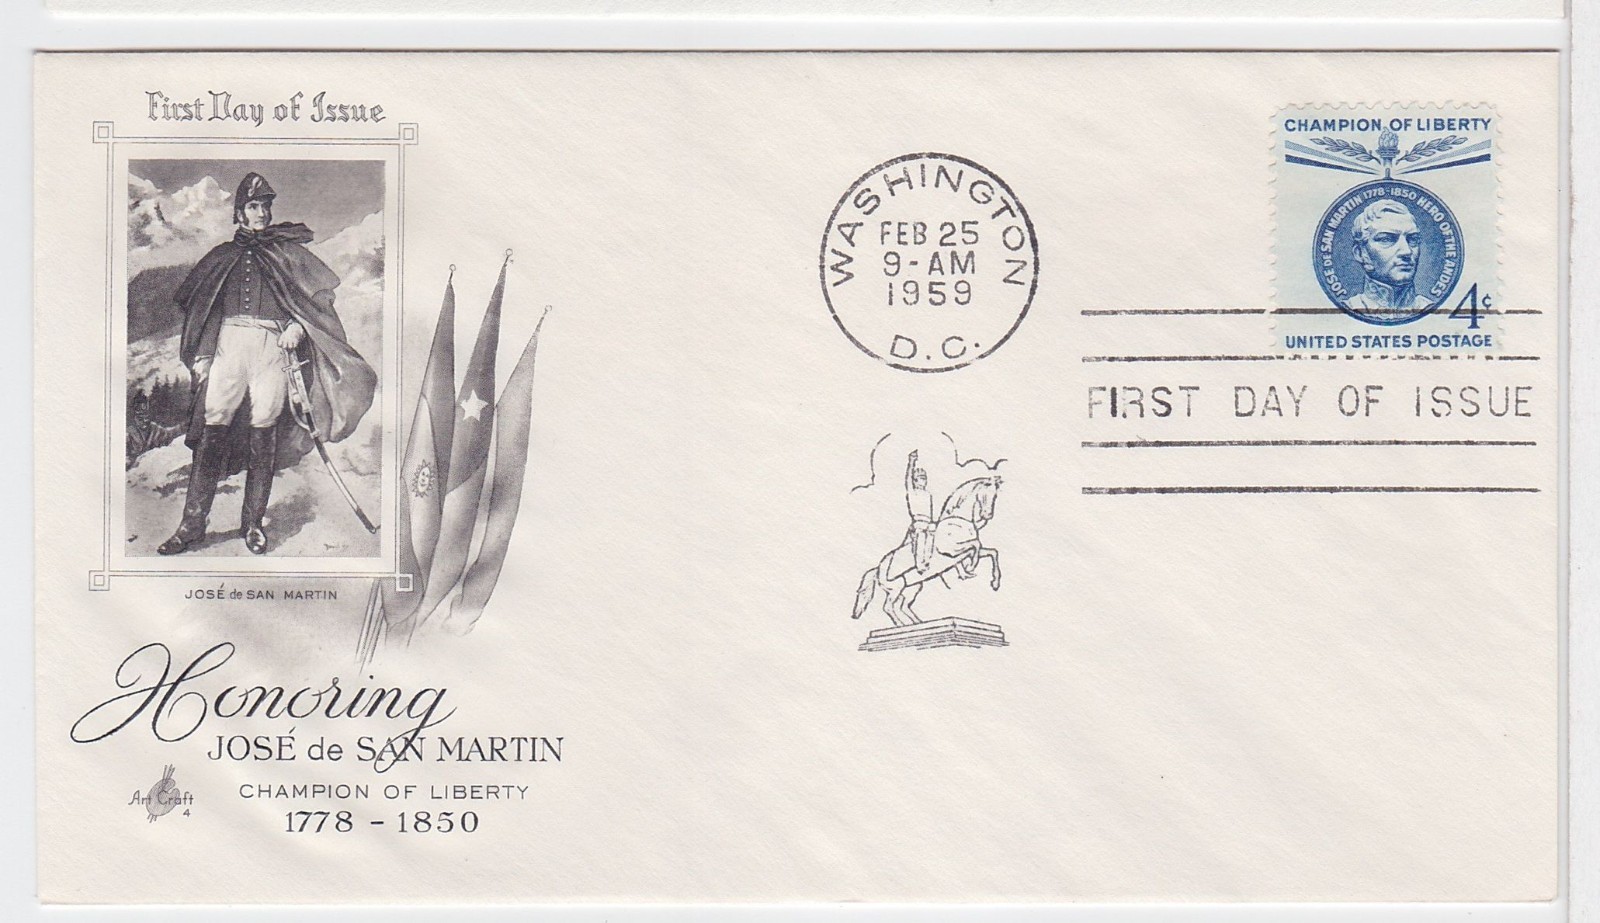 First Day of Issue
JOSÉ de SAN MARTIN
Honoring
JOSÉ de SAN MARTIN
CHAMPION OF LIBERTY
1778 - 1850
Art Craft
4
WASHINGTON
FEB 25
9-AM
1959
D.C.
CHAMPION OF LIBERTY
JOSE DE SAN MARTIN 1778-1850 HERO OF THE ANDES
4¢
UNITED STATES POSTAGE
FIRST DAY OF ISSUE